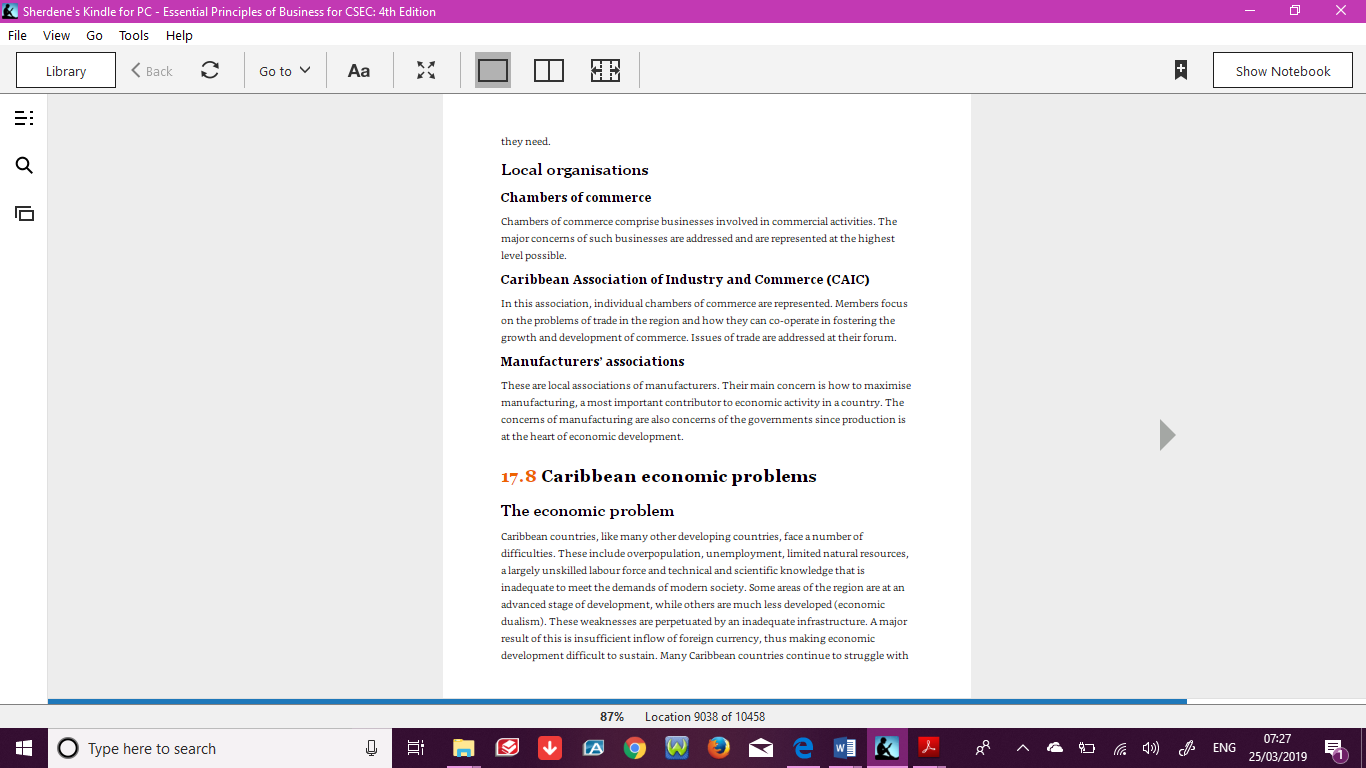 Sherdene's Kindle for PC - Essential Principles of Business for CSEC: 4th Edition
File View Go Tools Help
Library Back Go to Aa Show Notebook
they need.
Local organisations
Chambers of commerce
Chambers of commerce comprise businesses involved in commercial activities. The
major concerns of such businesses are addressed and are represented at the highest
level possible.
Caribbean Association of Industry and Commerce (CAIC)
In this association, individual chambers of commerce are represented. Members focus
on the problems of trade in the region and how they can co-operate in fostering the
growth and development of commerce. Issues of trade are addressed at their forum.
Manufacturers' associations
These are local associations of manufacturers. Their main concern is how to maximise
manufacturing, a most important contributor to economic activity in a country. The
concerns of manufacturing are also concerns of the governments since production is
at the heart of economic development.
17.8 Caribbean economic problems
The economic problem
Caribbean countries, like many other developing countries, face a number of
difficulties. These include overpopulation, unemployment, limited natural resources,
a largely unskilled labour force and technical and scientific knowledge that is
inadequate to meet the demands of modern society. Some areas of the region are at an
advanced stage of development, while others are much less developed (economic
dualism). These weaknesses are perpetuated by an inadequate infrastructure. A major
result of this is insufficient inflow of foreign currency, thus making economic
development difficult to sustain. Many Caribbean countries continue to struggle with
87% Location 9038 of 10458
Type here to search
ENG
07:27
25/03/2019
1